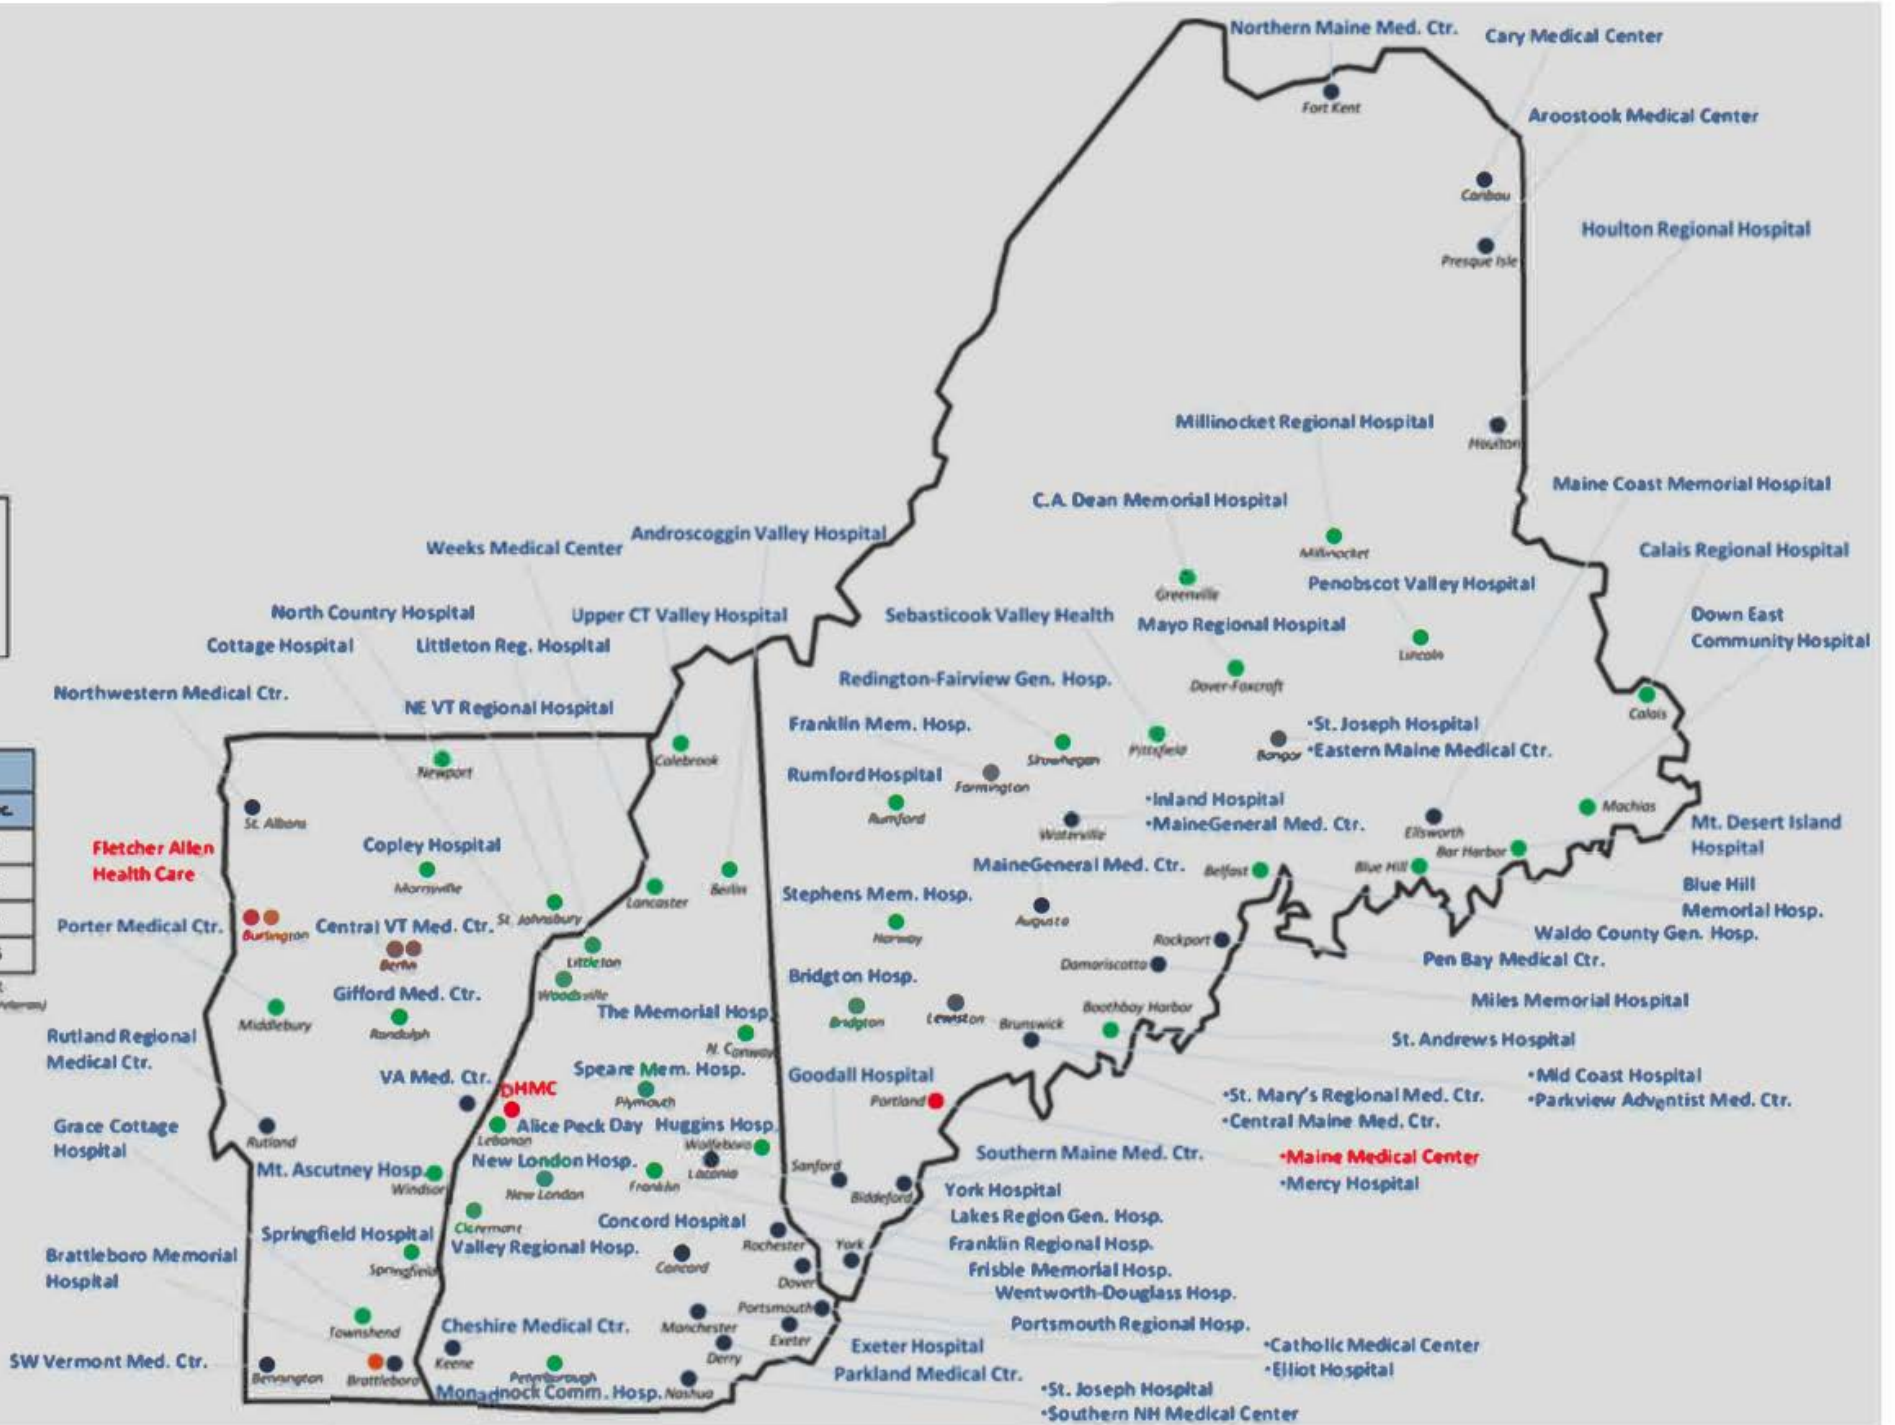 Northern Maine Med. Ctr.
Cary Medical Center
Fort Kent
Aroostook Medical Center
Caribou
Houlton Regional Hospital
Presque Isle
Millinocket Regional Hospital
Houlton
Maine Coast Memorial Hospital
C.A. Dean Memorial Hospital
Androscoggin Valley Hospital
Weeks Medical Center
Millinocket
Calais Regional Hospital
Penobscot Valley Hospital
Greenville
North Country Hospital
Upper CT Valley Hospital
Sebasticook Valley Health
Mayo Regional Hospital
Down East
Community Hospital
Cottage Hospital
Littleton Reg. Hospital
Lincoln
Northwestern Medical Ctr.
Redington-Fairview Gen. Hosp.
Dover-Foxcroft
NE VT Regional Hospital
Calais
Franklin Mem. Hosp.
•St. Joseph Hospital
•Eastern Maine Medical Ctr.
Bangor
Pittsfield
Skowhegan
Colebrook
Newport
Rumford Hospital
Farmington
•Inland Hospital
•MaineGeneral Med. Ctr.
Machias
Rumford
St. Albans
Waterville
Ellsworth
Mt. Desert Island
Hospital
Fletcher Allen
Health Care
Copley Hospital
Bar Harbor
MaineGeneral Med. Ctr.
Belfast
Blue Hill
Morrisville
Berlin
Stephens Mem. Hosp.
Blue Hill
Memorial Hosp.
Lancaster
St. Johnsbury
Augusta
Porter Medical Ctr.
Burlington
Central VT Med. Ctr.
Norway
Rockport
Waldo County Gen. Hosp.
Berlin
Littleton
Damariscotta
Pen Bay Medical Ctr.
Bridgton Hosp.
Gifford Med. Ctr.
Woodsville
Miles Memorial Hospital
The Memorial Hosp.
Boothbay Harbor
Middlebury
Randolph
Bridgton
Lewiston
Brunswick
Rutland Regional
Medical Ctr.
N. Conway
St. Andrews Hospital
VA Med. Ctr.
Speare Mem. Hosp.
Goodall Hospital
•Mid Coast Hospital
•Parkview Adventist Med. Ctr.
DHMC
Plymouth
Portland
•St. Mary's Regional Med. Ctr.
•Central Maine Med. Ctr.
Grace Cottage
Hospital
Rutland
Lebanon
Alice Peck Day
Huggins Hosp.
Wolfeboro
Southern Maine Med. Ctr.
•Maine Medical Center
•Mercy Hospital
Mt. Ascutney Hosp.
New London Hosp.
Laconia
Sanford
Windsor
New London
Franklin
Biddeford
York Hospital
Lakes Region Gen. Hosp.
Claremont
Concord Hospital
Springfield Hospital
Valley Regional Hosp.
Rochester
York
Franklin Regional Hosp.
Brattleboro Memorial
Hospital
Springfield
Concord
Dover
Frisbie Memorial Hosp.
Wentworth-Douglass Hosp.
Portsmouth
Portsmouth Regional Hosp.
Townshend
Cheshire Medical Ctr.
Manchester
Exeter
Exeter Hospital
•Catholic Medical Center
•Elliot Hospital
SW Vermont Med. Ctr.
Keene
Derry
Parkland Medical Ctr.
Bennington
Brattleboro
Peterborough
Monadnock Comm. Hosp.
Nashua
•St. Joseph Hospital
•Southern NH Medical Center